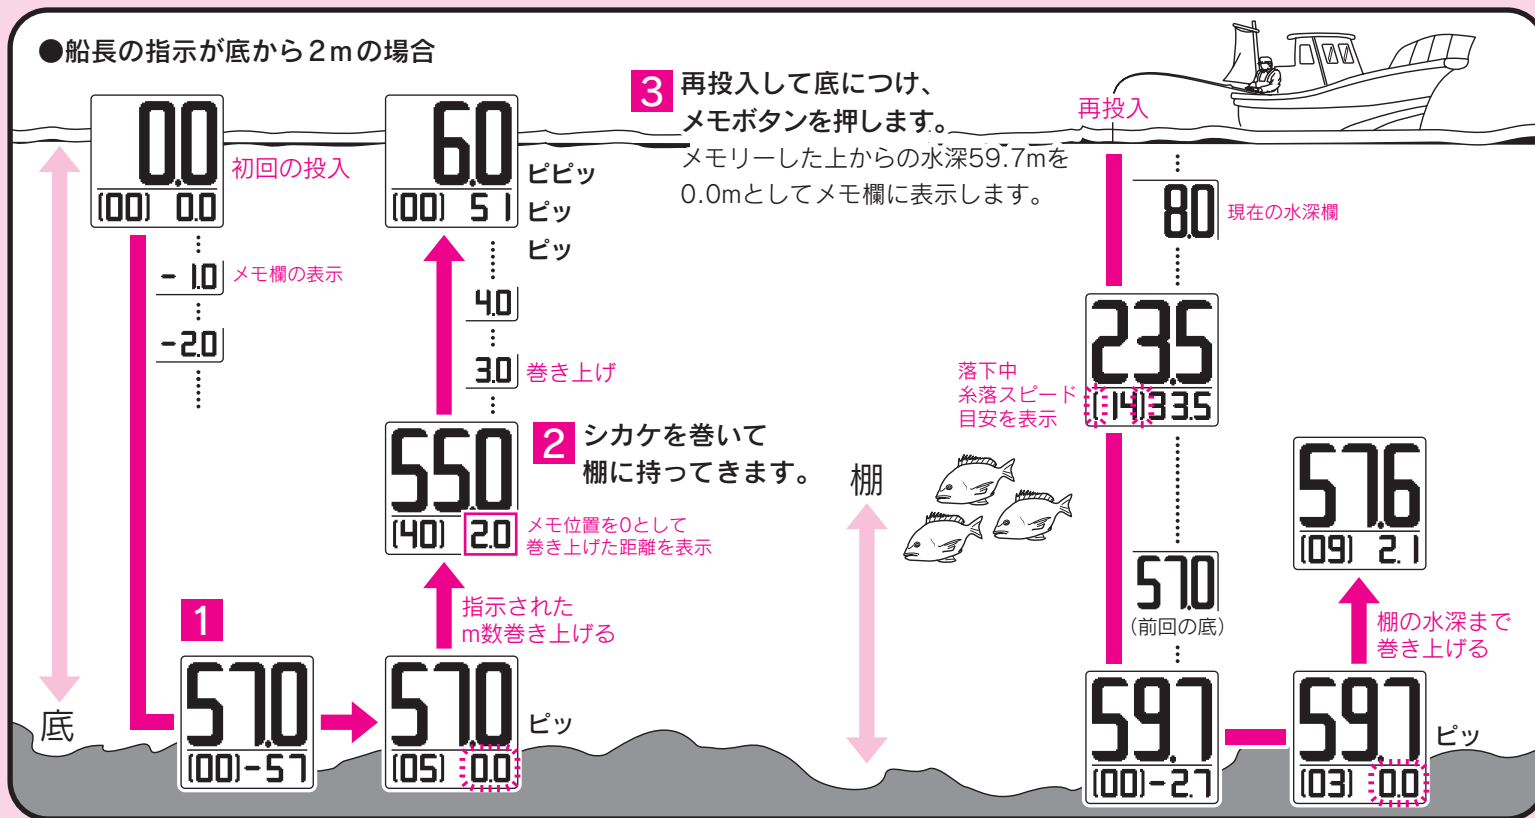 ●船長の指示が底から2mの場合
0.0
(00) 0.0
初回の投入
- 1.0
メモ欄の表示
-2.0
底
1
57.0
(00)-57
57.0
(05) 0.0
ピッ
指示された
m数巻き上げる
55.0
(40) 2.0
2
シカケを巻いて
棚に持ってきます。
メモ位置を0として
巻き上げた距離を表示
3.0
巻き上げ
4.0
6.0
(00) 51
ピピッ
ピッ
ピッ
3
再投入して底につけ、
メモボタンを押します。
メモリーした上からの水深59.7mを
0.0mとしてメモ欄に表示します。
再投入
8.0
現在の水深欄
23.5
(14)33.5
落下中
糸落スピード
目安を表示
棚
57.0
(前回の底)
59.7
(00)-2.7
59.7
(03) 0.0
ピッ
棚の水深まで
巻き上げる
57.6
(09) 2.1